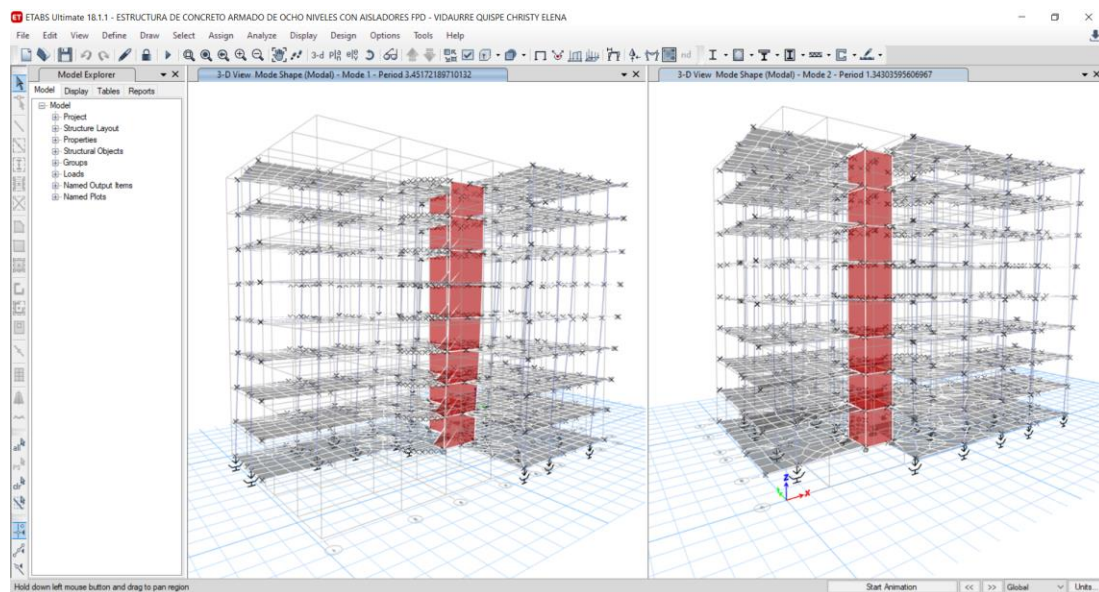 ETABS Ultimate 18.1.1 - ESTRUCTURA DE CONCRETO ARMADO DE OCHO NIVELES CON AISLADORES FPD - VIDAURRE QUISPE CHRISTY ELENA
File Edit View Define Draw Select Assign Analyze Display Design Options Tools Help
3-d
nd
Model Explorer
3-D View Mode Shape (Modal) - Mode 1 - Period 3.45172189710132
3-D View Mode Shape (Modal) - Mode 2 - Period 1.34303595606967
Model Display Tables Reports
Model
Project
Structure Layout
Properties
Structural Objects
Groups
Loads
Named Output Items
Named Plots
all
clr
Z
X
Hold down left mouse button and drag to pan region
Start Animation << >> Global Units...